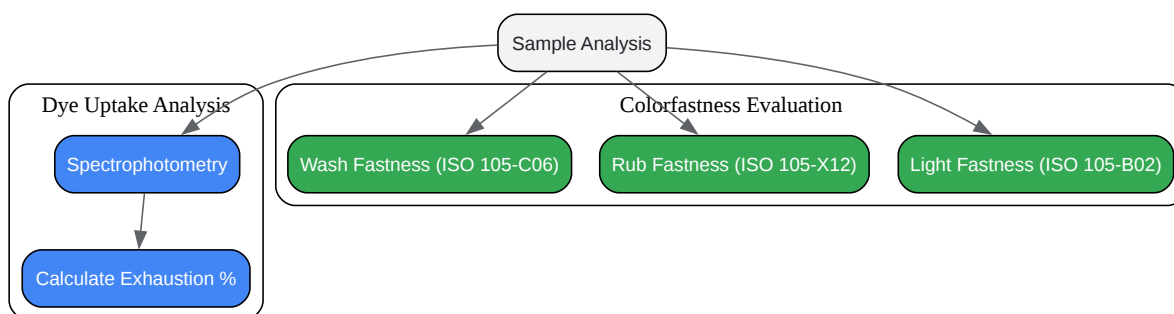 Sample Analysis
Dye Uptake Analysis
Colorfastness Evaluation
Spectrophotometry
Wash Fastness (ISO 105-C06)
Rub Fastness (ISO 105-X12)
Light Fastness (ISO 105-B02)
Calculate Exhaustion %